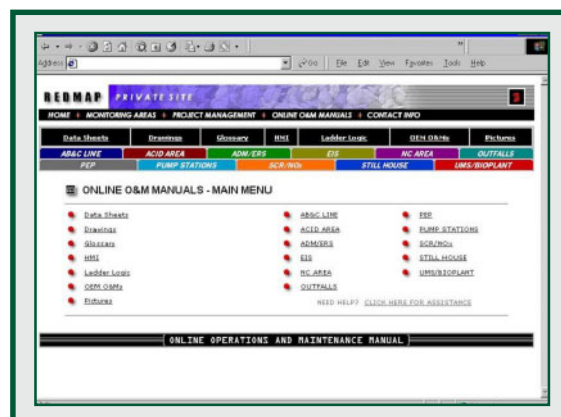 Address
Go File Edit View Favorites Tools Help
REDMAP PRIVATE SITE
HOME MONITORING AREAS PROJECT MANAGEMENT ONLINE O&M MANUALS CONTACT INFO
Data Sheets Drawings Glossary HMI Ladder Logic OEM O&Ms Pictures
AB&C LINE ACID AREA ADM/ERS EIS NC AREA OUTFALLS
PEP PUMP STATIONS SCR/NOx STILL HOUSE UMS/BIOPLANT
ONLINE O&M MANUALS - MAIN MENU
Data Sheets AB&C LINE PEP
Drawings ACID AREA PUMP STATIONS
Glossary ADM/ERS SCR/NOx
HMI EIS STILL HOUSE
Ladder Logic NC AREA UMS/BIOPLANT
OEM O&Ms OUTFALLS
Pictures NEED HELP? CLICK HERE FOR ASSISTANCE
ONLINE OPERATIONS AND MAINTENANCE MANUAL